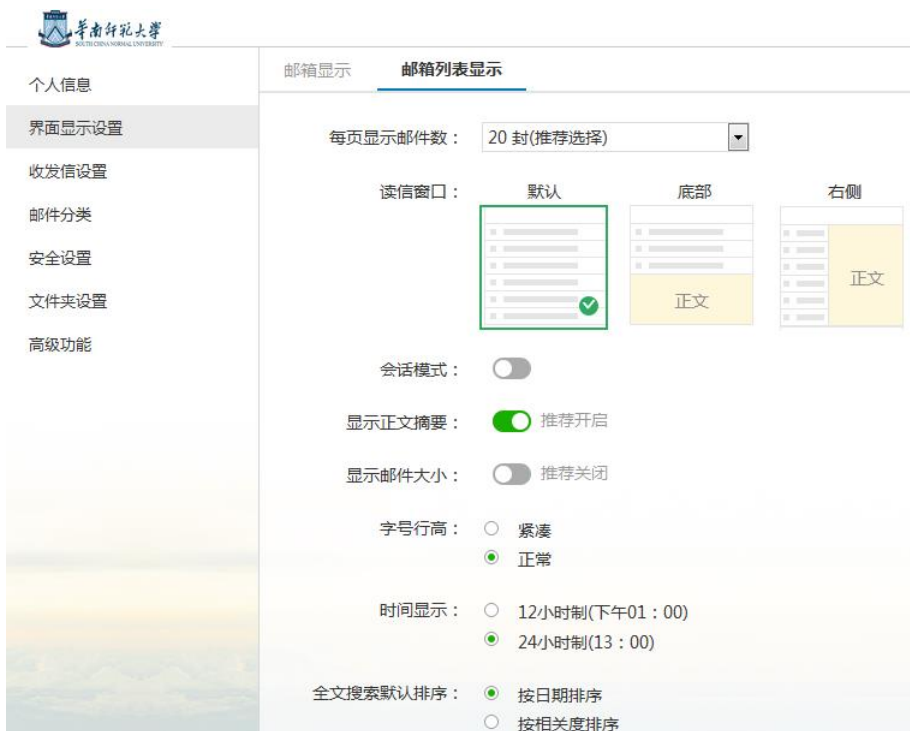 华南师范大学
SOUTH CHINA NORMAL UNIVERSITY
个人信息
界面显示设置
收发信设置
邮件分类
安全设置
文件夹设置
高级功能
邮箱显示 邮箱列表显示
每页显示邮件数： 20 封(推荐选择)
读信窗口： 默认 底部 右侧
正文 正文
会话模式：
显示正文摘要： 推荐开启
显示邮件大小： 推荐关闭
字号行高： 紧凑
正常
时间显示： 12小时制(下午01：00)
24小时制(13：00)
全文搜索默认排序： 按日期排序
按相关度排序